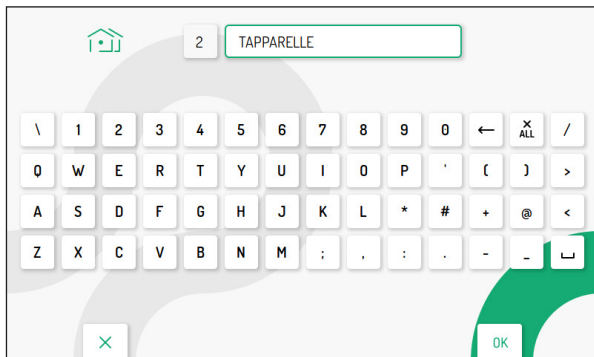 2 TAPPARELLE
\ 1 2 3 4 5 6 7 8 9 0 ← × ALL /
Q W E R T Y U I O P ' ( ) >
A S D F G H J K L * # + @ <
Z X C V B N M ; , : . - _ ⎵
× OK